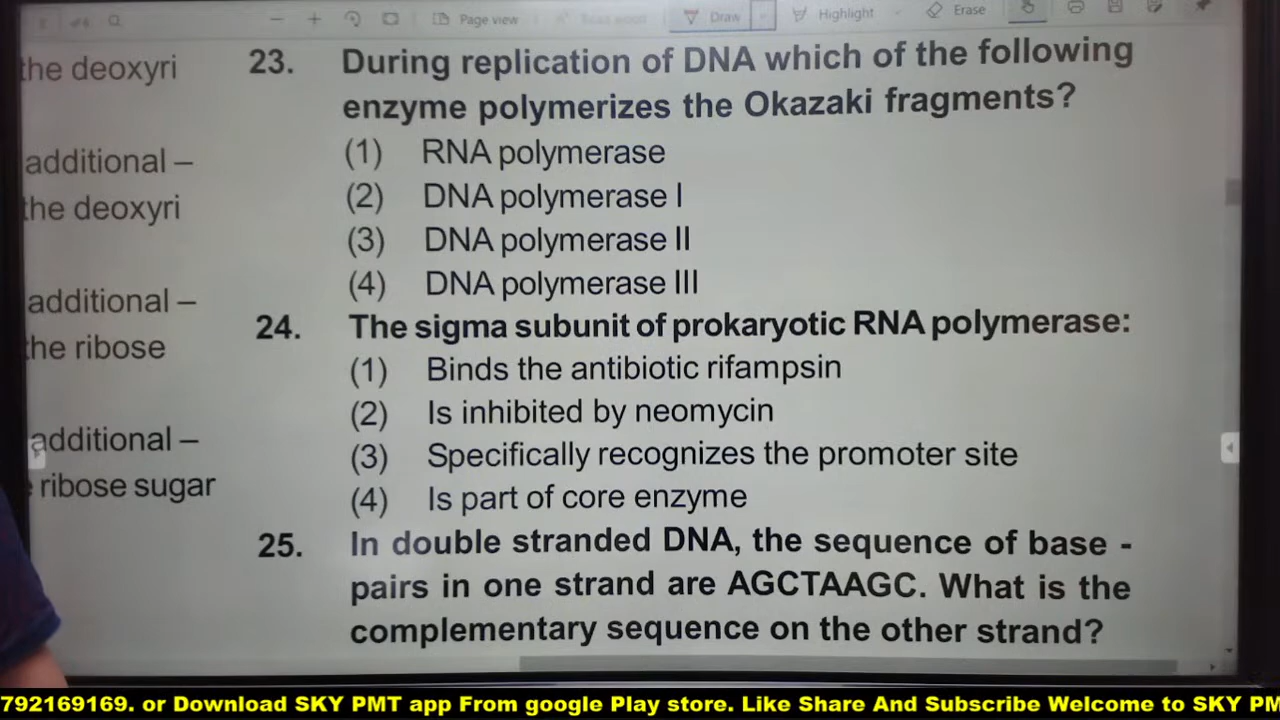 Page view
Draw
Highlight
Erase
the deoxyri
additional –
the deoxyri
additional –
the ribose
additional –
ribose sugar
23. During replication of DNA which of the following
enzyme polymerizes the Okazaki fragments?
(1) RNA polymerase
(2) DNA polymerase I
(3) DNA polymerase II
(4) DNA polymerase III
24. The sigma subunit of prokaryotic RNA polymerase:
(1) Binds the antibiotic rifampsin
(2) Is inhibited by neomycin
(3) Specifically recognizes the promoter site
(4) Is part of core enzyme
25. In double stranded DNA, the sequence of base -
pairs in one strand are AGCTAAGC. What is the
complementary sequence on the other strand?
792169169. or Download SKY PMT app From google Play store. Like Share And Subscribe Welcome to SKY PM